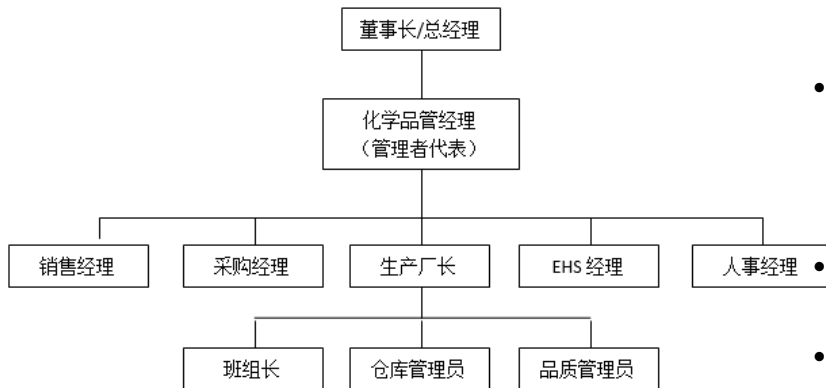 董事长/总经理
化学品管经理
（管理者代表）
销售经理
采购经理
生产厂长
EHS 经理
人事经理
班组长
仓库管理员
品质管理员